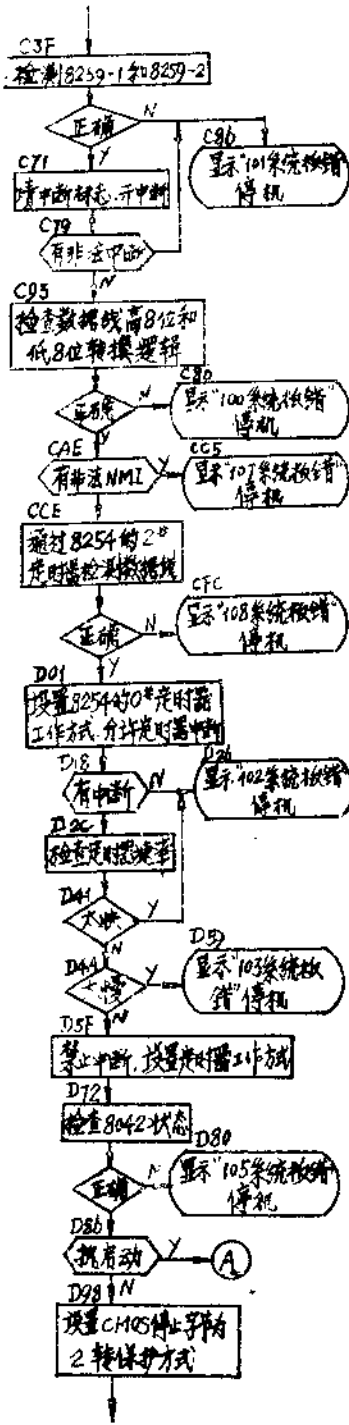 C3F
检测8259-1和8259-2
正确
N
Y
C86
显示"101系统板错"
停机
C71
清中断标志.开中断
C79
有非法中断
N
C93
检查数据线高8位和
低8位转换逻辑
正确
N
Y
显示"100系统板错"
停机
CAE
有非法NMI
Y
CC5
显示"107系统板错"
停机
CCE
通过8254的2#
定时器检测数据线
正确
N
Y
CFC
显示"108系统板错"
停机
D01
设置8254的0#定时器
工作方式.允许定时器中断
D18
有中断
N
D26
显示"102系统板错"
停机
D2C
检查定时器速率
D41
太快
Y
N
D4A
太慢
Y
N
D59
显示"103系统板
错"停机
D5F
禁止中断.设置定时器工作方式
D72
检查8042状态
正确
N
D80
显示"105系统板错"
停机
D8b
热启动
Y
A
N
D98
设置CMOS停止字节为
2 转保护方式